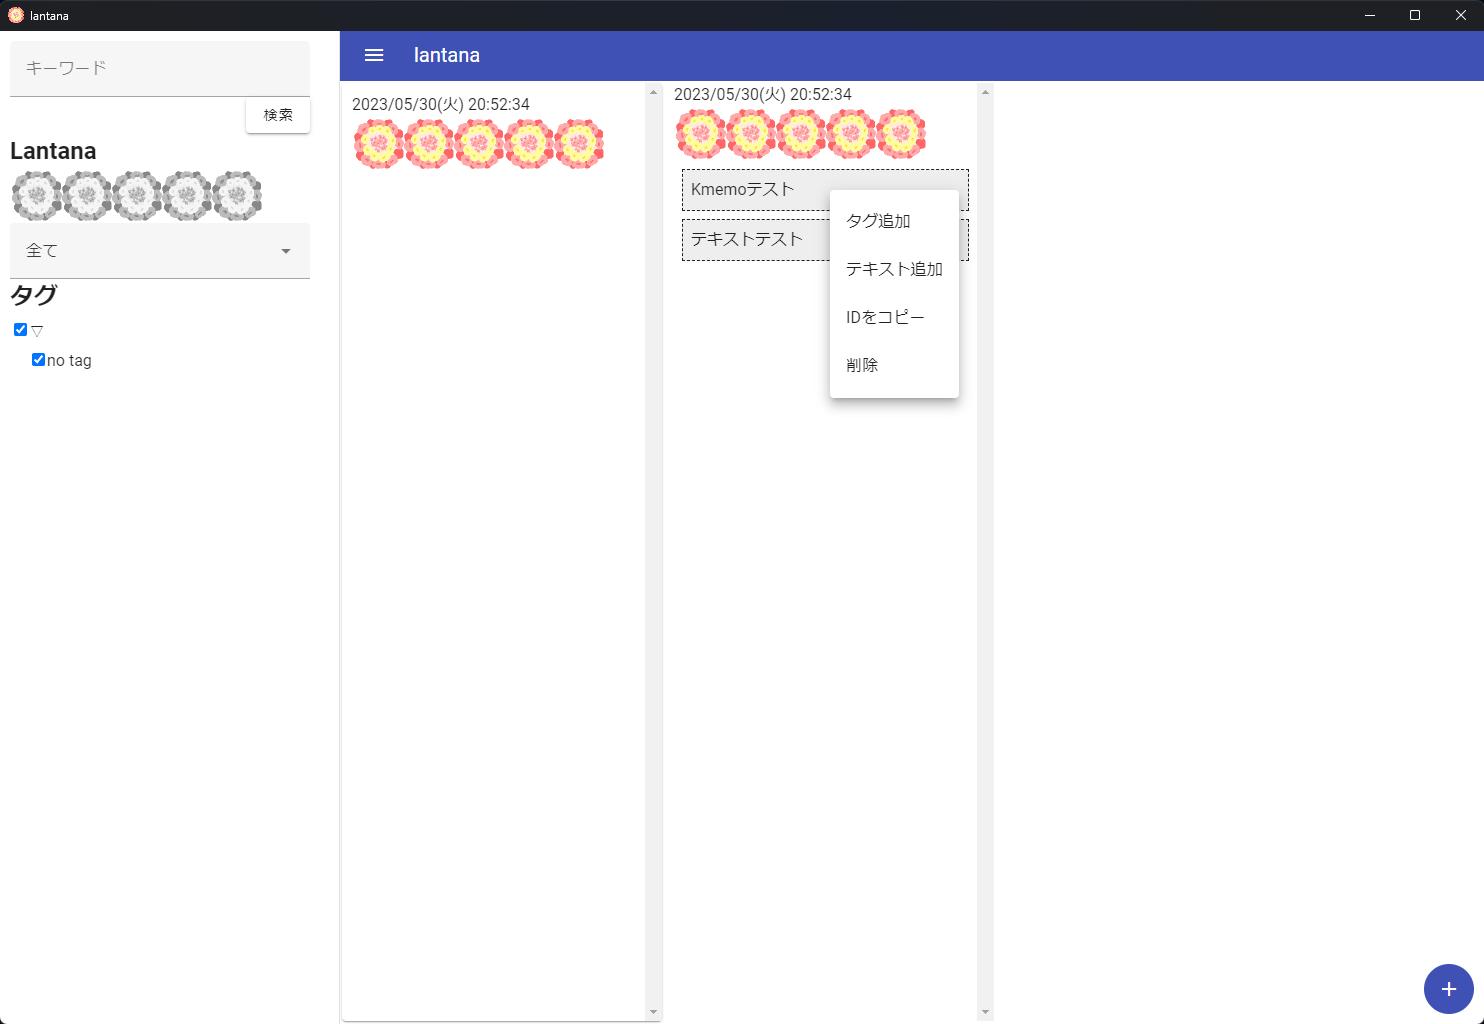 lantana
キーワード
検索
Lantana
全て
タグ
▽
no tag
lantana
2023/05/30(火) 20:52:34
2023/05/30(火) 20:52:34
Kmemoテスト
テキストテスト
タグ追加
テキスト追加
IDをコピー
削除